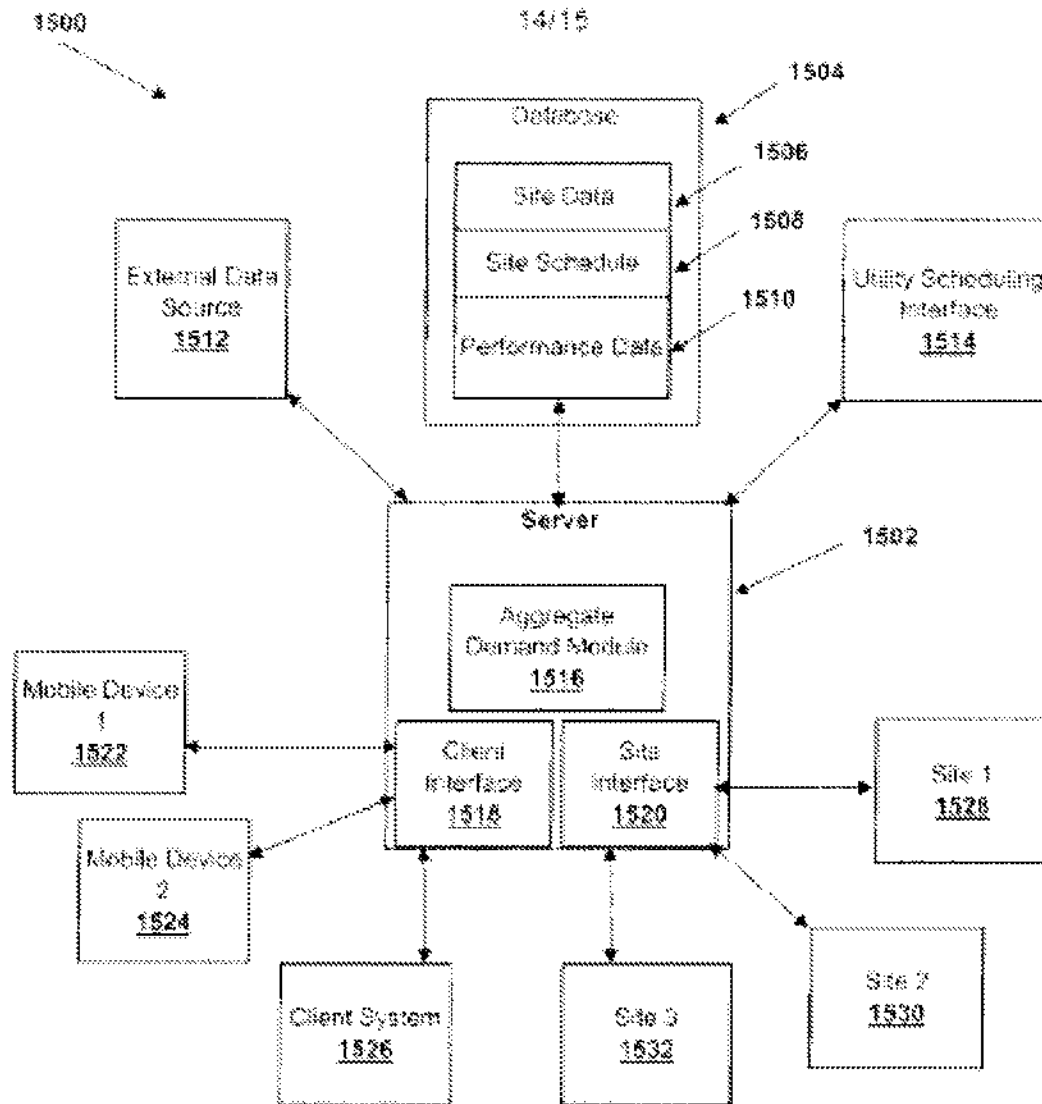 1500
14/15
1504
Database
1506
Site Data
1508
Site Schedule
1510
Performance Data
External Data
Source
1512
Utility Scheduling
Interface
1514
Server
1502
Aggregate
Demand Module
1516
Mobile Device
1
1522
Client
Interface
1518
Site
Interface
1520
Site 1
1528
Mobile Device
2
1524
Client System
1526
Site 3
1532
Site 2
1530